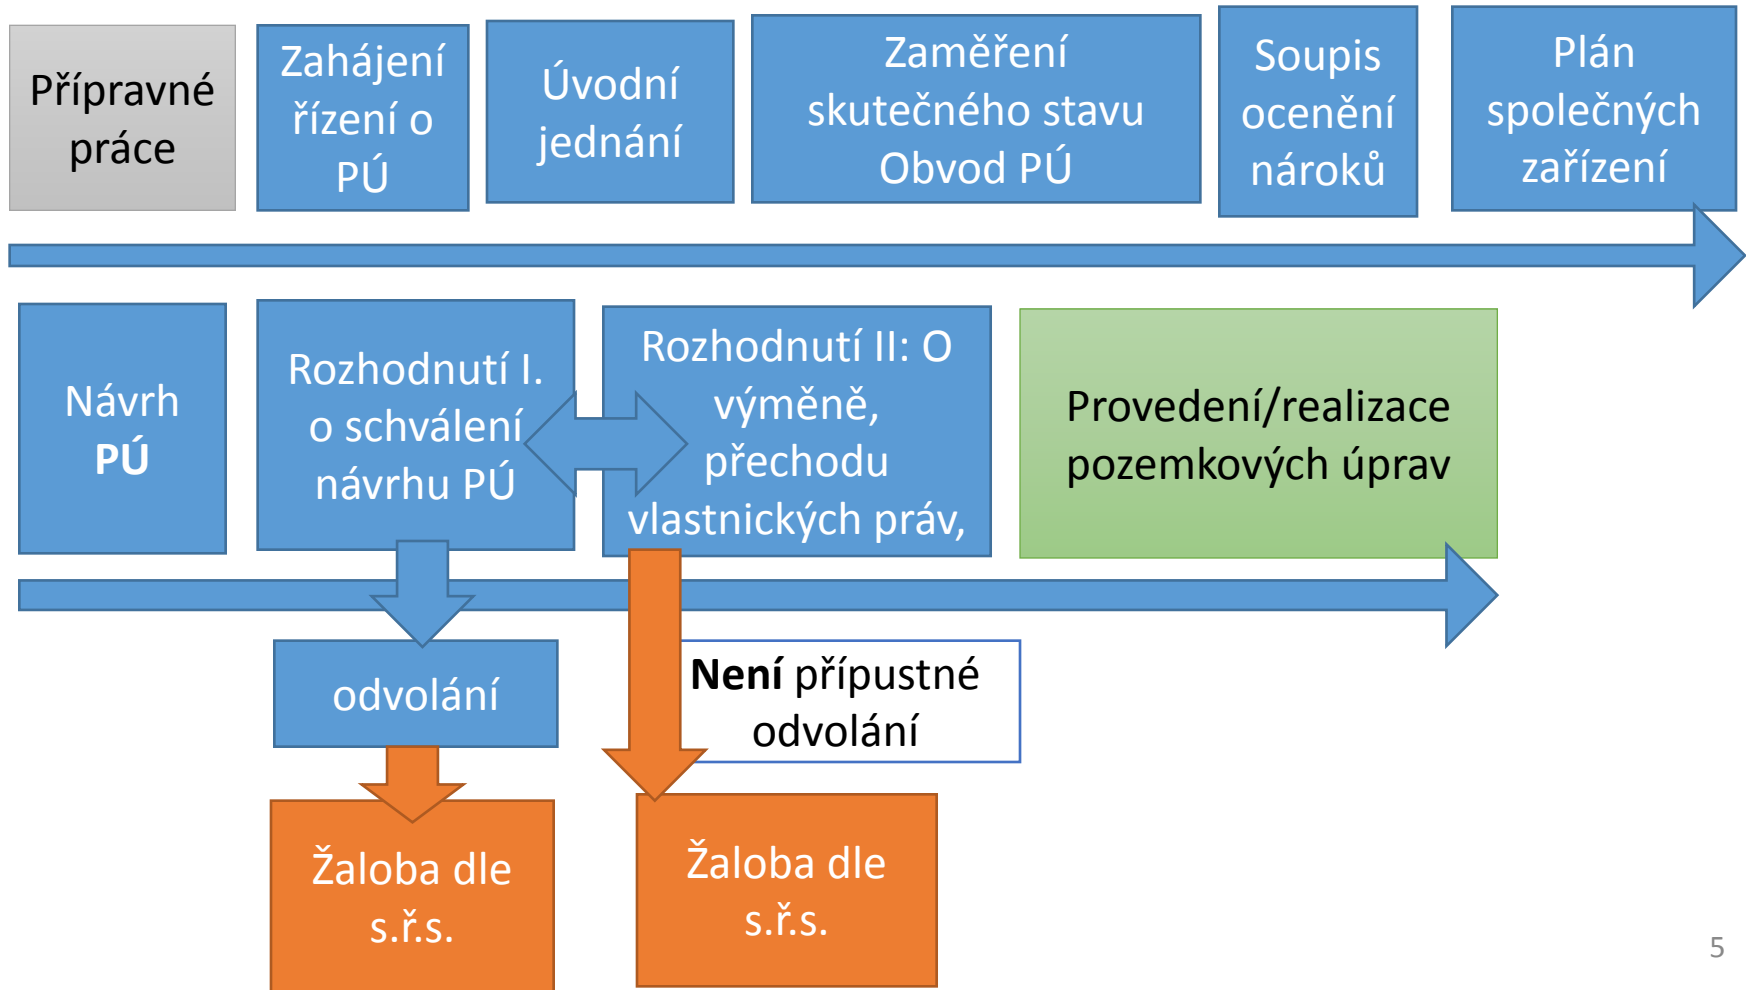 Přípravné
práce
Zahájení
řízení o
PÚ
Úvodní
jednání
Zaměření
skutečného stavu
Obvod PÚ
Soupis
ocenění
nároků
Plán
společných
zařízení
Návrh
PÚ
Rozhodnutí I.
o schválení
návrhu PÚ
Rozhodnutí II: O
výměně,
přechodu
vlastnických práv,
Provedení/realizace
pozemkových úprav
odvolání
Není přípustné
odvolání
Žaloba dle
s.ř.s.
Žaloba dle
s.ř.s.
5